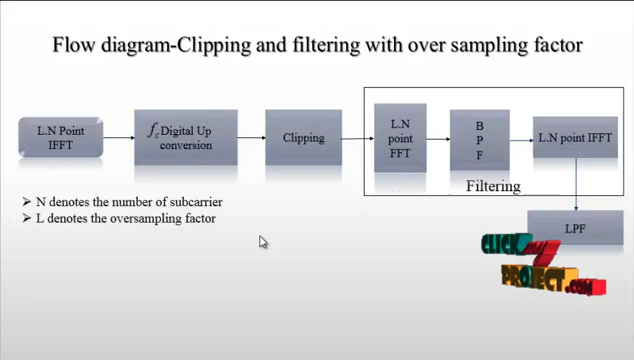 Flow diagram-Clipping and filtering with over sampling factor
L.N Point
IFFT
fc Digital Up
conversion
Clipping
L.N
point
FFT
B
P
F
L.N point IFFT
Filtering
LPF
➢ N denotes the number of subcarrier
➢ L denotes the oversampling factor
CLICK
MY
PROJECT.COM